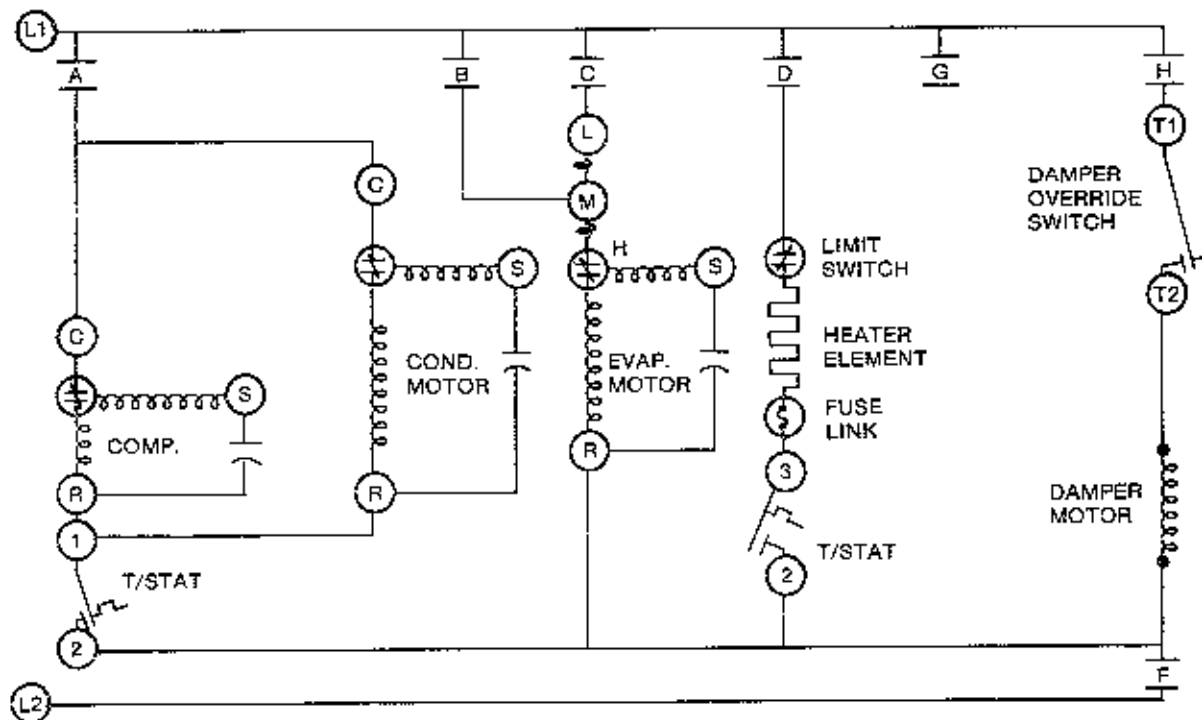 L1
A
B
C
D
G
H
L
T1
C
M
DAMPER
OVERRIDE
SWITCH
S
H
S
LIMIT
SWITCH
T2
C
COND.
MOTOR
EVAP.
MOTOR
HEATER
ELEMENT
S
FUSE
LINK
COMP.
R
3
R
R
DAMPER
MOTOR
1
T/STAT
2
T/STAT
2
F
L2